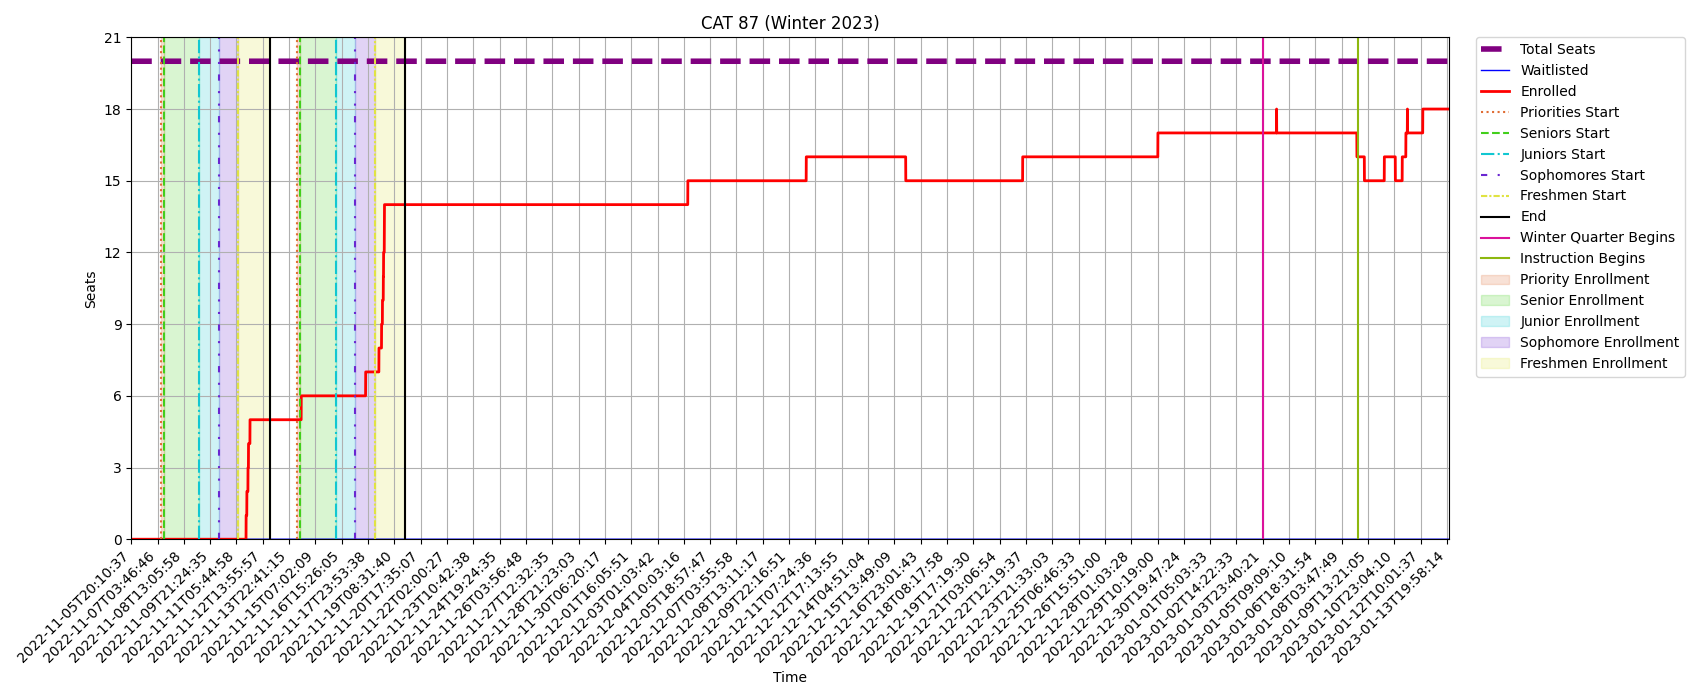 CAT 87 (Winter 2023)
Seats
21
18
15
12
9
6
3
0
2022-11-05T20:10:37
2022-11-07T03:46:46
2022-11-08T13:05:58
2022-11-09T21:24:35
2022-11-11T05:44:58
2022-11-12T13:55:57
2022-11-13T22:41:15
2022-11-15T07:02:09
2022-11-16T15:26:05
2022-11-17T23:53:38
2022-11-19T08:31:40
2022-11-20T17:35:07
2022-11-22T02:00:27
2022-11-23T10:42:38
2022-11-24T19:24:35
2022-11-26T03:56:48
2022-11-27T12:32:35
2022-11-28T21:23:03
2022-11-30T06:20:17
2022-12-01T16:05:51
2022-12-03T01:03:42
2022-12-04T10:03:16
2022-12-05T18:57:47
2022-12-07T03:55:58
2022-12-08T13:11:17
2022-12-09T22:16:51
2022-12-11T07:24:36
2022-12-12T17:13:55
2022-12-14T04:51:04
2022-12-15T13:49:09
2022-12-16T23:01:43
2022-12-18T08:17:58
2022-12-19T17:19:30
2022-12-21T03:06:54
2022-12-22T12:19:37
2022-12-23T21:33:03
2022-12-25T06:46:33
2022-12-26T15:51:00
2022-12-28T01:03:28
2022-12-29T10:19:00
2022-12-30T19:47:24
2023-01-01T05:03:33
2023-01-02T14:22:33
2023-01-03T23:40:21
2023-01-05T09:09:10
2023-01-06T18:31:54
2023-01-08T03:47:49
2023-01-09T13:21:05
2023-01-10T23:04:10
2023-01-12T10:01:37
2023-01-13T19:58:14
Time
Total Seats
Waitlisted
Enrolled
Priorities Start
Seniors Start
Juniors Start
Sophomores Start
Freshmen Start
End
Winter Quarter Begins
Instruction Begins
Priority Enrollment
Senior Enrollment
Junior Enrollment
Sophomore Enrollment
Freshmen Enrollment